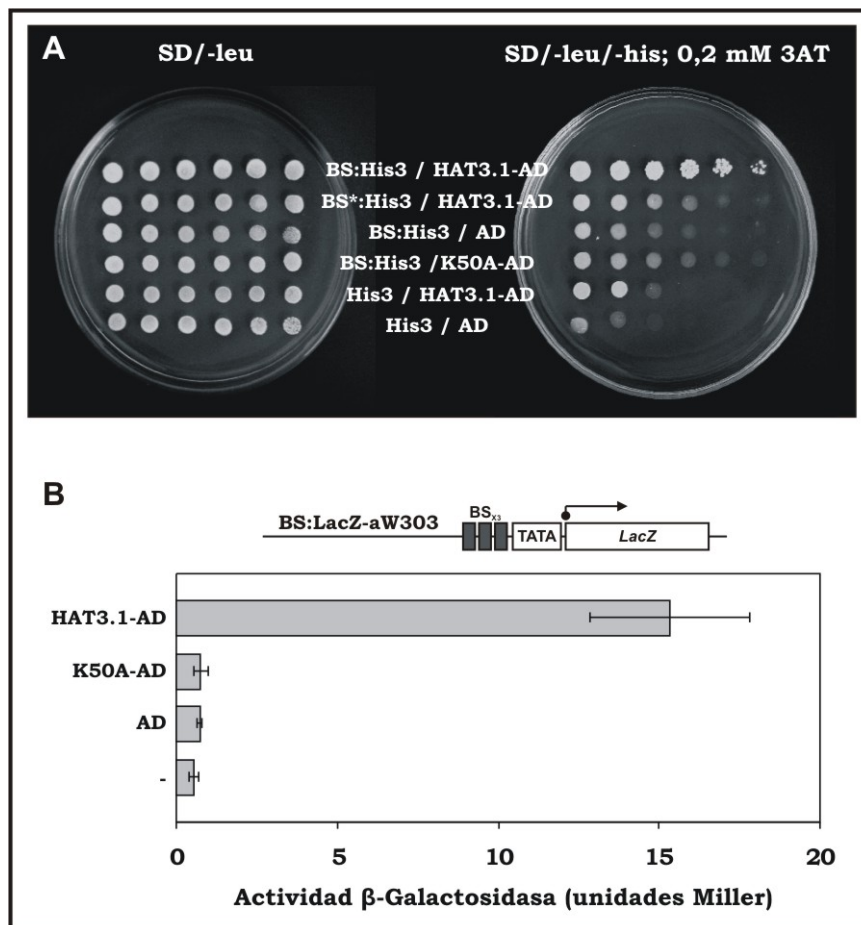 A
SD/-leu
SD/-leu/-his; 0,2 mM 3AT
BS:His3 / HAT3.1-AD
BS*:His3 / HAT3.1-AD
BS:His3 / AD
BS:His3 /K50A-AD
His3 / HAT3.1-AD
His3 / AD
B
BS:LacZ-aW303
BSX3
TATA
LacZ
HAT3.1-AD
K50A-AD
AD
-
0 5 10 15 20
Actividad β-Galactosidasa (unidades Miller)